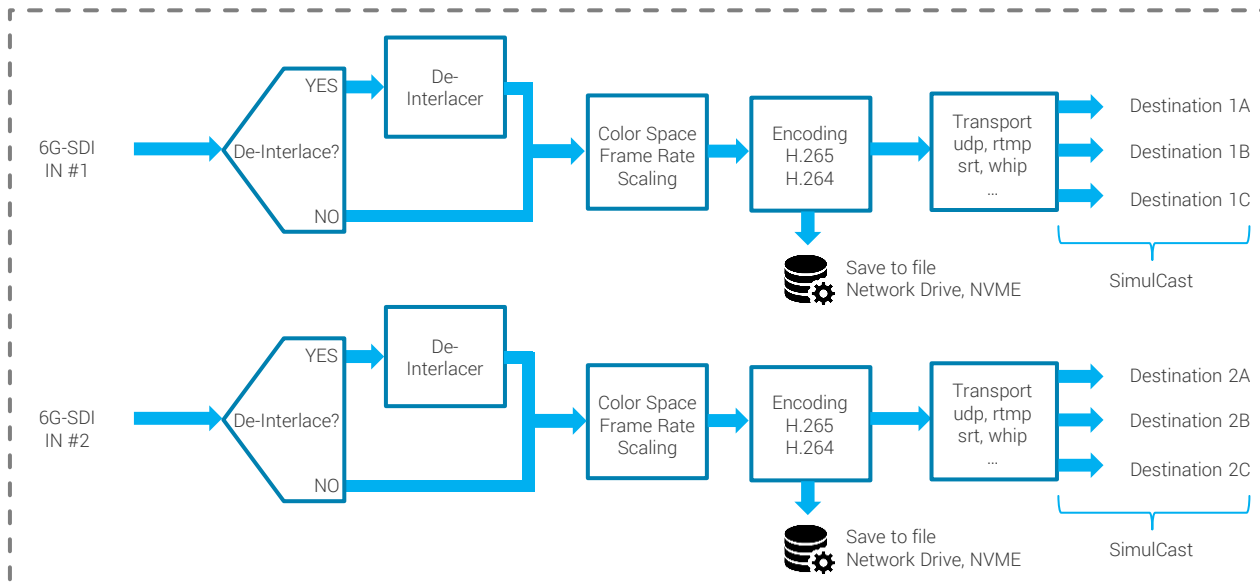 6G-SDI
IN #1
De-Interlace?
YES
NO
De-
Interlacer
Color Space
Frame Rate
Scaling
Encoding
H.265
H.264
Save to file
Network Drive, NVME
Transport
udp, rtmp
srt, whip
...
Destination 1A
Destination 1B
Destination 1C
SimulCast
6G-SDI
IN #2
De-Interlace?
YES
NO
De-
Interlacer
Color Space
Frame Rate
Scaling
Encoding
H.265
H.264
Save to file
Network Drive, NVME
Transport
udp, rtmp
srt, whip
...
Destination 2A
Destination 2B
Destination 2C
SimulCast